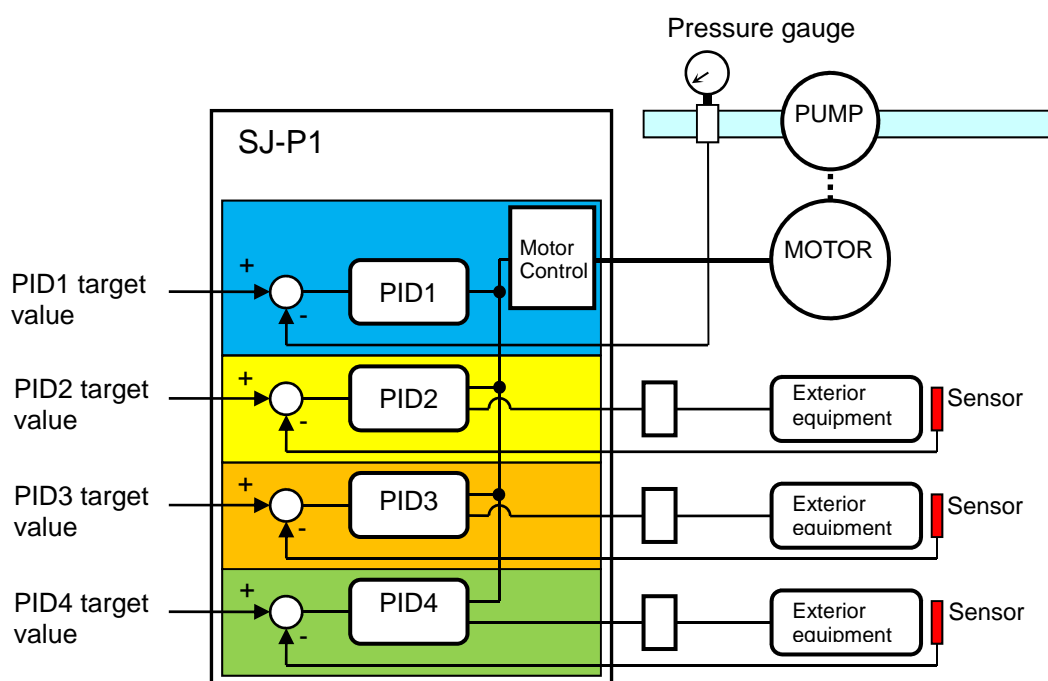 Pressure gauge
PUMP
SJ-P1
Motor
Control
MOTOR
+
PID1 target
value
PID1
-
PID2 target
value
+
PID2
-
Exterior
equipment
Sensor
PID3 target
value
+
PID3
-
Exterior
equipment
Sensor
PID4 target
value
+
PID4
-
Exterior
equipment
Sensor